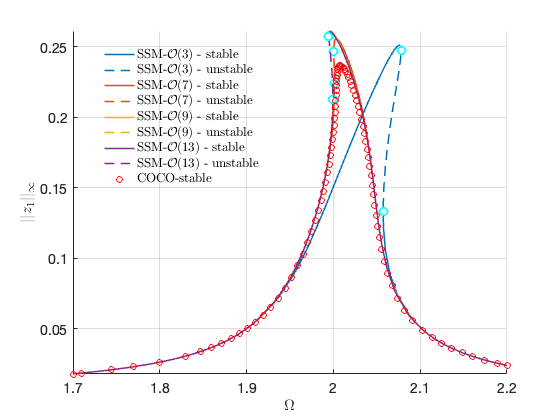 0.25
0.2
0.15
0.1
0.05
||z₁||∞
SSM-𝒪(3) - stable
SSM-𝒪(3) - unstable
SSM-𝒪(7) - stable
SSM-𝒪(7) - unstable
SSM-𝒪(9) - stable
SSM-𝒪(9) - unstable
SSM-𝒪(13) - stable
SSM-𝒪(13) - unstable
COCO-stable
1.7 1.8 1.9 2 2.1 2.2
Ω